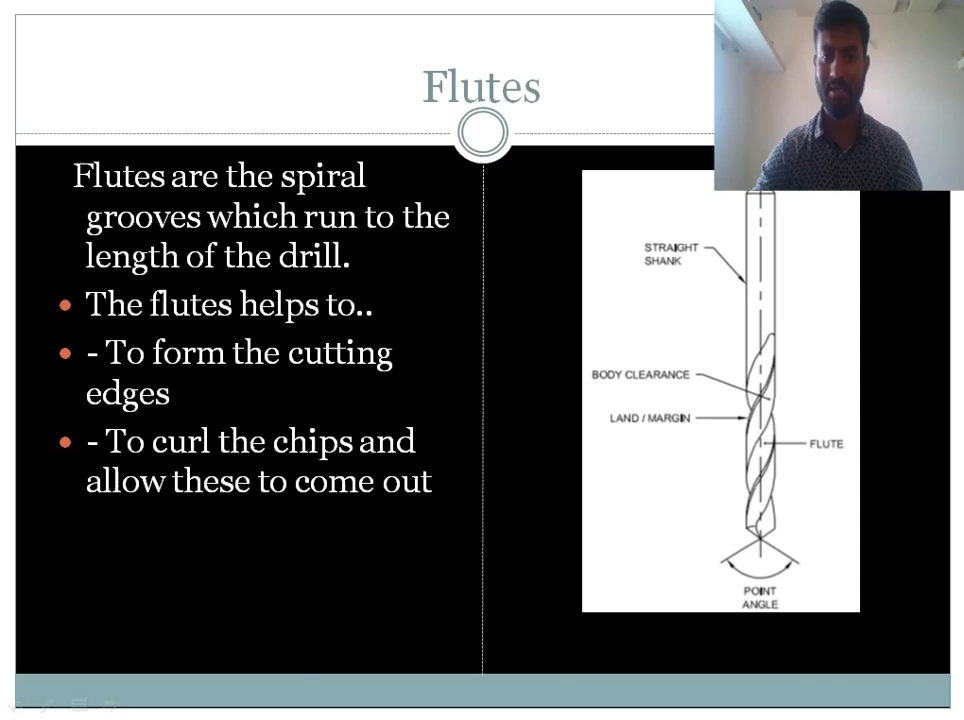 Flutes
Flutes are the spiral
grooves which run to the
length of the drill.
The flutes helps to..
- To form the cutting
edges
- To curl the chips and
allow these to come out
STRAIGHT
SHANK
BODY CLEARANCE
LAND / MARGIN
FLUTE
POINT
ANGLE